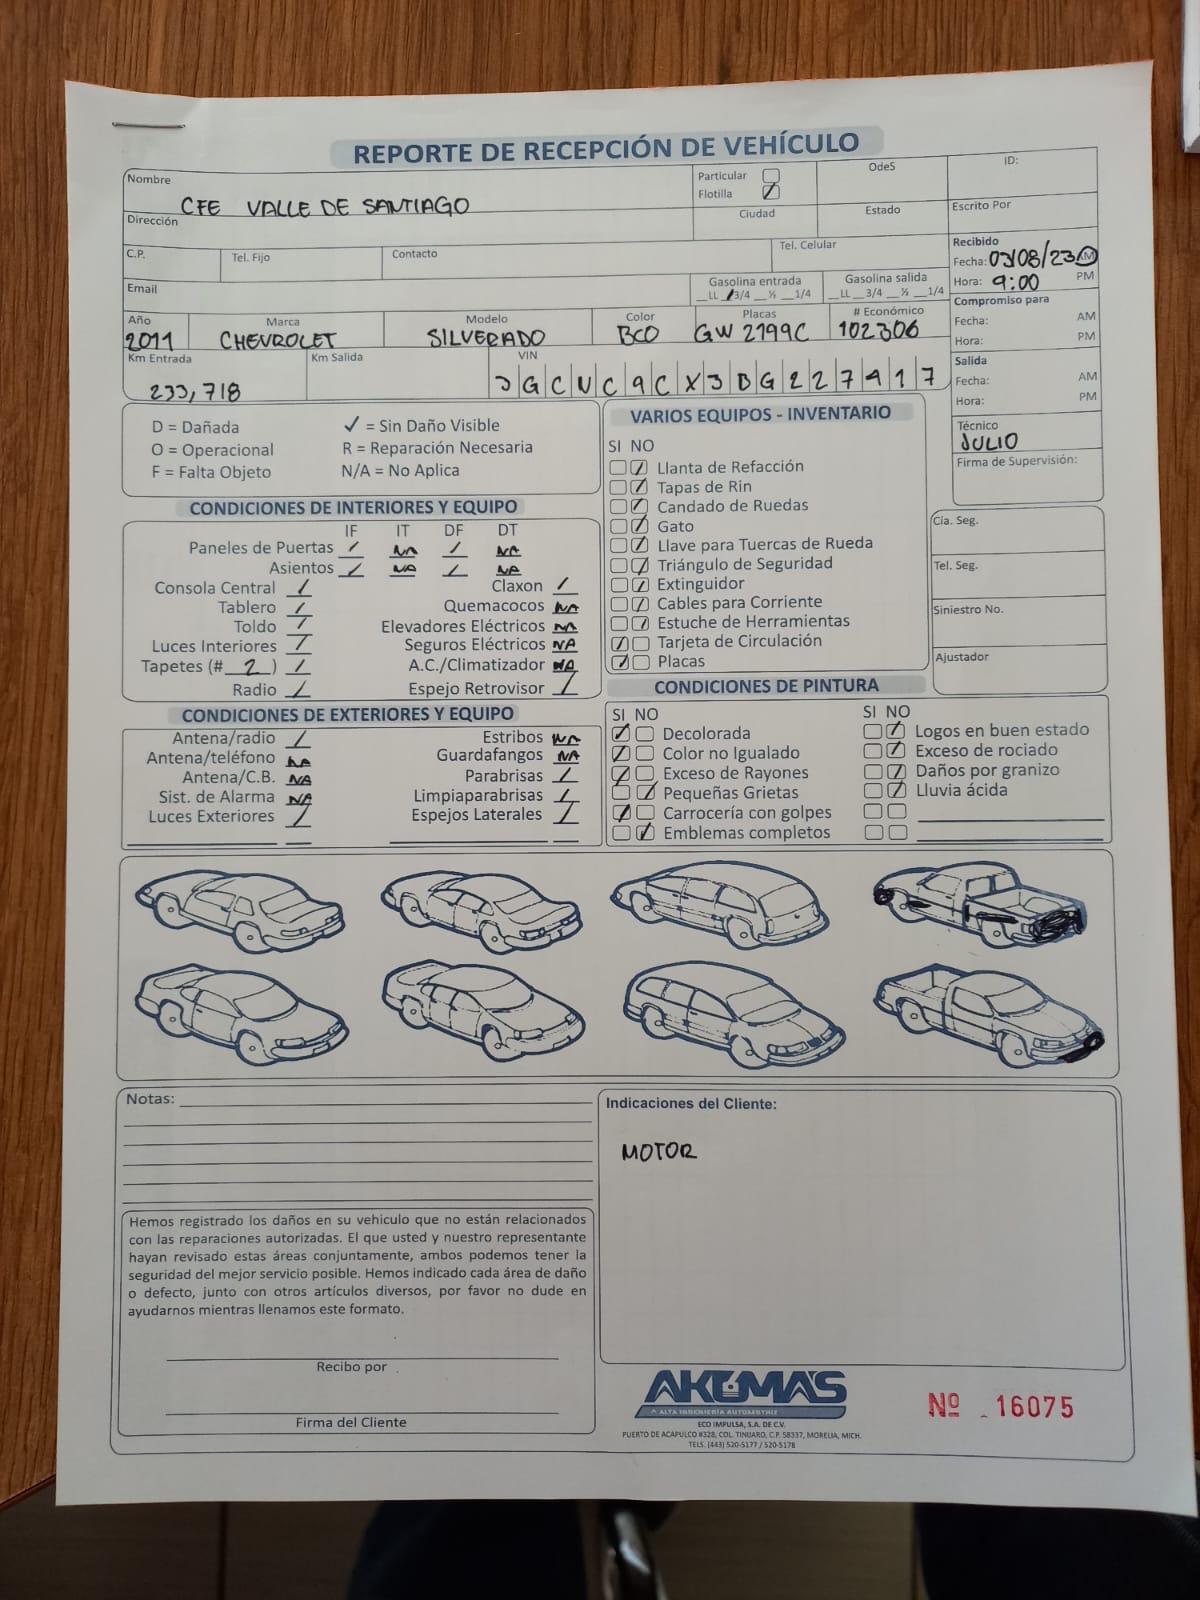 REPORTE DE RECEPCIÓN DE VEHÍCULO
Nombre
CFE VALLE DE SANTIAGO
Particular
Flotilla
OdeS
ID:
Dirección
Ciudad
Estado
Escrito Por
C.P.
Tel. Fijo
Contacto
Tel. Celular
Recibido
Fecha: 03/08/23 AM
Hora: 9:00 PM
Email
Gasolina entrada
__LL __3/4 __½ __1/4
Gasolina salida
__LL __3/4 __½ __1/4
Compromiso para
Fecha: AM
Hora: PM
Año
2011
Marca
CHEVROLET
Modelo
SILVERADO
Color
BCO
Placas
GW 2199C
# Económico
102306
Km Entrada
233,718
Km Salida
VIN
3 G C N C 9 C X 3 B G 2 2 7 4 1 7
Salida
Fecha: AM
Hora: PM
Técnico
JULIO
Firma de Supervisión:
D = Dañada
✓ = Sin Daño Visible
O = Operacional
R = Reparación Necesaria
F = Falta Objeto
N/A = No Aplica
CONDICIONES DE INTERIORES Y EQUIPO
IF IT DF DT
Paneles de Puertas / NA / NA
Asientos / NA / NA
Consola Central /
Claxon /
Tablero /
Quemacocos NA
Toldo /
Elevadores Eléctricos NA
Luces Interiores /
Seguros Eléctricos NA
Tapetes (# 2 ) /
A.C./Climatizador NA
Radio /
Espejo Retrovisor /
CONDICIONES DE EXTERIORES Y EQUIPO
Antena/radio /
Estribos NA
Antena/teléfono NA
Guardafangos NA
Antena/C.B. NA
Parabrisas /
Sist. de Alarma NA
Limpiaparabrisas /
Luces Exteriores /
Espejos Laterales /
VARIOS EQUIPOS - INVENTARIO
SI NO
Llanta de Refacción
Tapas de Rin
Candado de Ruedas
Gato
Llave para Tuercas de Rueda
Triángulo de Seguridad
Extinguidor
Cables para Corriente
Estuche de Herramientas
Tarjeta de Circulación
Placas
Cía. Seg.
Tel. Seg.
Siniestro No.
Ajustador
CONDICIONES DE PINTURA
SI NO
Decolorada
Color no Igualado
Exceso de Rayones
Pequeñas Grietas
Carrocería con golpes
Emblemas completos
SI NO
Logos en buen estado
Exceso de rociado
Daños por granizo
Lluvia ácida
Notas:
Indicaciones del Cliente:
MOTOR
Hemos registrado los daños en su vehiculo que no están relacionados
con las reparaciones autorizadas. El que usted y nuestro representante
hayan revisado estas áreas conjuntamente, ambos podemos tener la
seguridad del mejor servicio posible. Hemos indicado cada área de daño
o defecto, junto con otros artículos diversos, por favor no dude en
ayudarnos mientras llenamos este formato.
Recibo por
Firma del Cliente
AKUMA'S
ALTA INGENIERÍA AUTOMOTRIZ
ECO IMPULSA, S.A. DE C.V.
PUERTO DE ACAPULCO #328, COL. TINIJARO, C.P. 58337, MORELIA, MICH.
TELS. (443) 520-5177 / 520-5178
Nº 16075